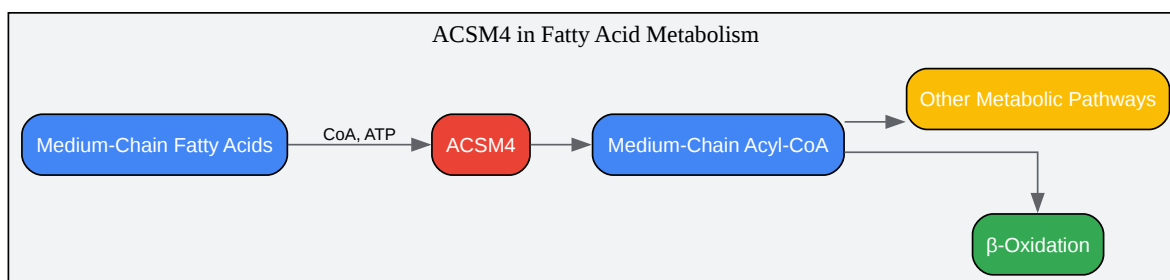 ACSM4 in Fatty Acid Metabolism
Other Metabolic Pathways
Medium-Chain Fatty Acids
CoA, ATP
ACSM4
Medium-Chain Acyl-CoA
β-Oxidation